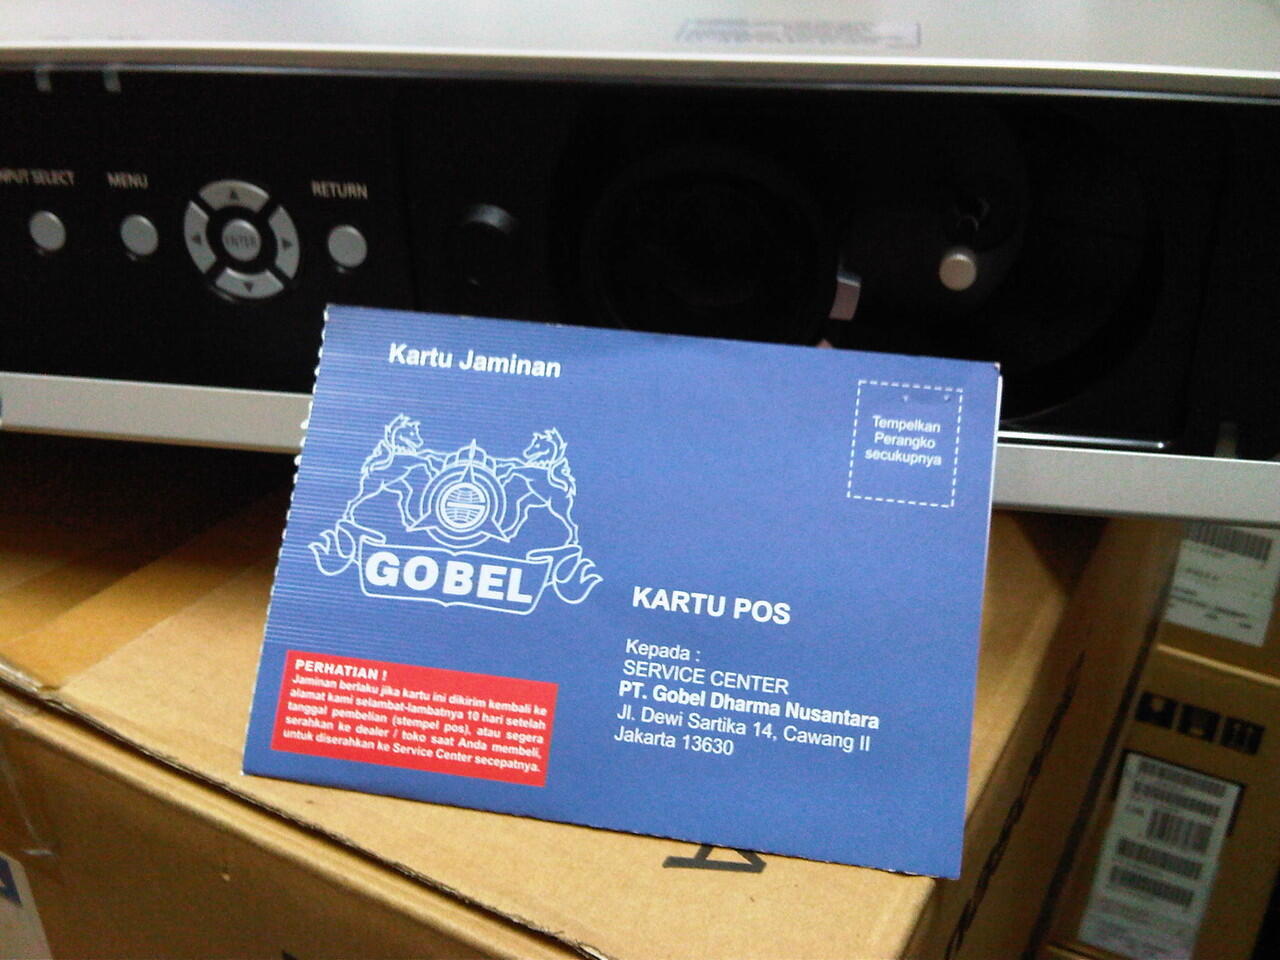 INPUT SELECT
MENU
RETURN
ENTER
Kartu Jaminan
Tempelkan
Perangko
secukupnya
GOBEL
KARTU POS
Kepada :
SERVICE CENTER
PT. Gobel Dharma Nusantara
Jl. Dewi Sartika 14, Cawang II
Jakarta 13630
PERHATIAN !
Jaminan berlaku jika kartu ini dikirim kembali ke
alamat kami selambat-lambatnya 10 hari setelah
tanggal pembelian (stempel pos), atau segera
serahkan ke dealer / toko saat Anda membeli,
untuk diserahkan ke Service Center secepatnya.